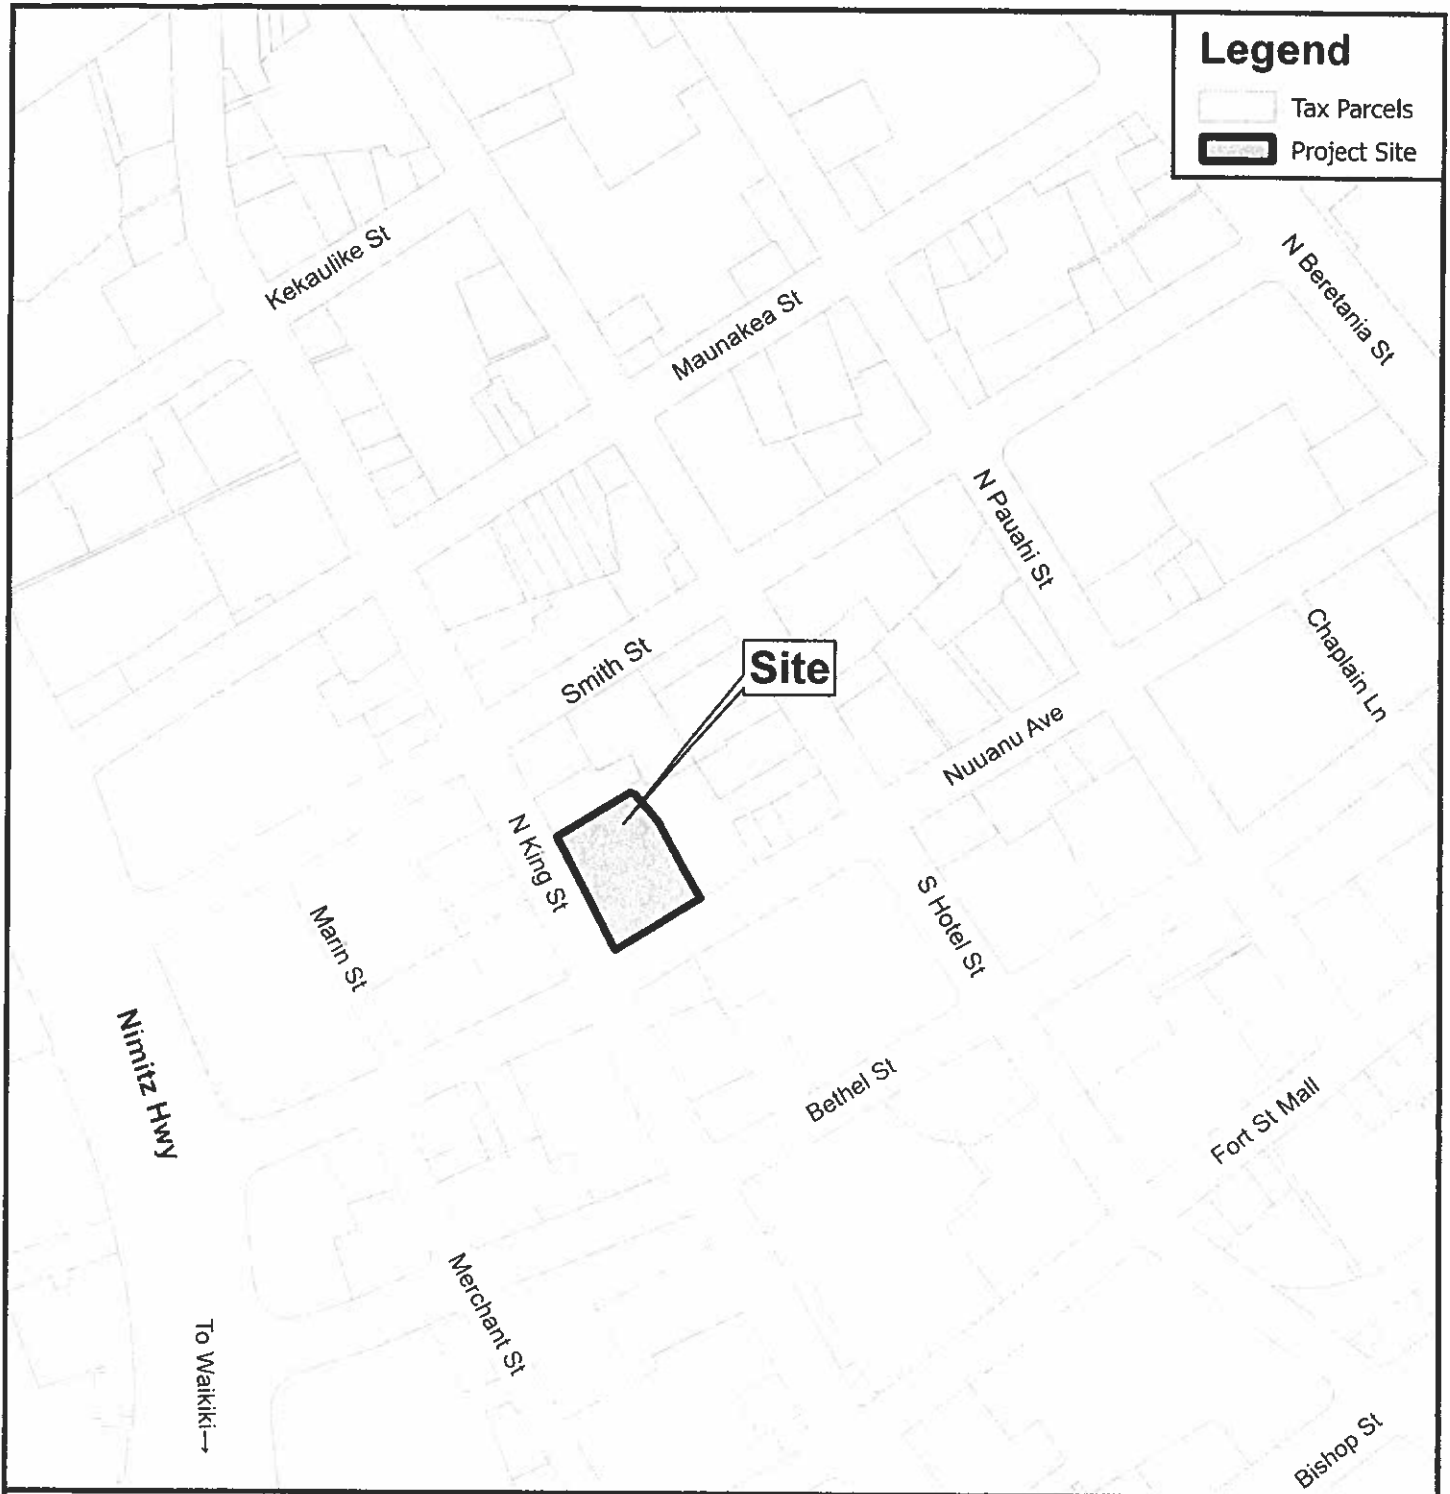 Legend
Tax Parcels
Project Site
Kekaulike St
N Beretania St
Maunakea St
N Pauahi St
Chaplain Ln
Smith St
Site
Nuuanu Ave
N King St
S Hotel St
Marin St
Nimitz Hwy
Bethel St
Fort St Mall
Merchant St
To Waikiki→
Bishop St